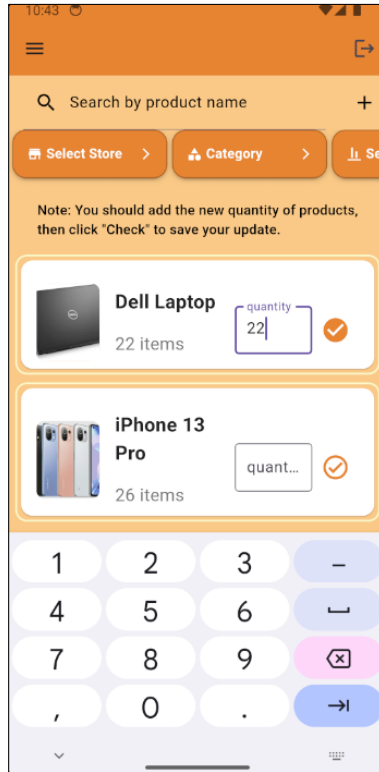 10:43
Search by product name +
Select Store > Category > Se
Note: You should add the new quantity of products,
then click "Check" to save your update.
Dell Laptop
quantity
22
22 items
iPhone 13
Pro
quant...
26 items
1 2 3 –
4 5 6
7 8 9
, 0 .